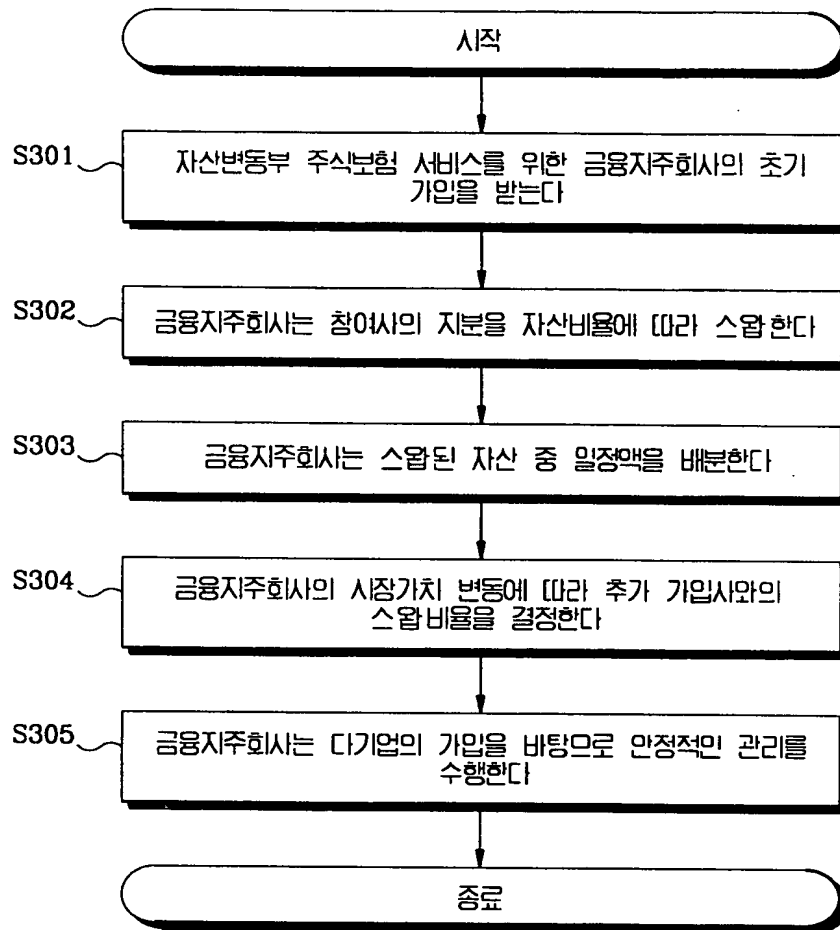 시작
S301
자산변동부 주식보험 서비스를 위한 금융지주회사의 초기
가입을 받는다
S302
금융지주회사는 참여사의 지분을 자산비율에 따라 스왑한다
S303
금융지주회사는 스왑된 자산 중 일정액을 배분한다
S304
금융지주회사의 시장가치 변동에 따라 추가 가입사와의
스왑비율을 결정한다
S305
금융지주회사는 다기업의 가입을 바탕으로 안정적인 관리를
수행한다
종료